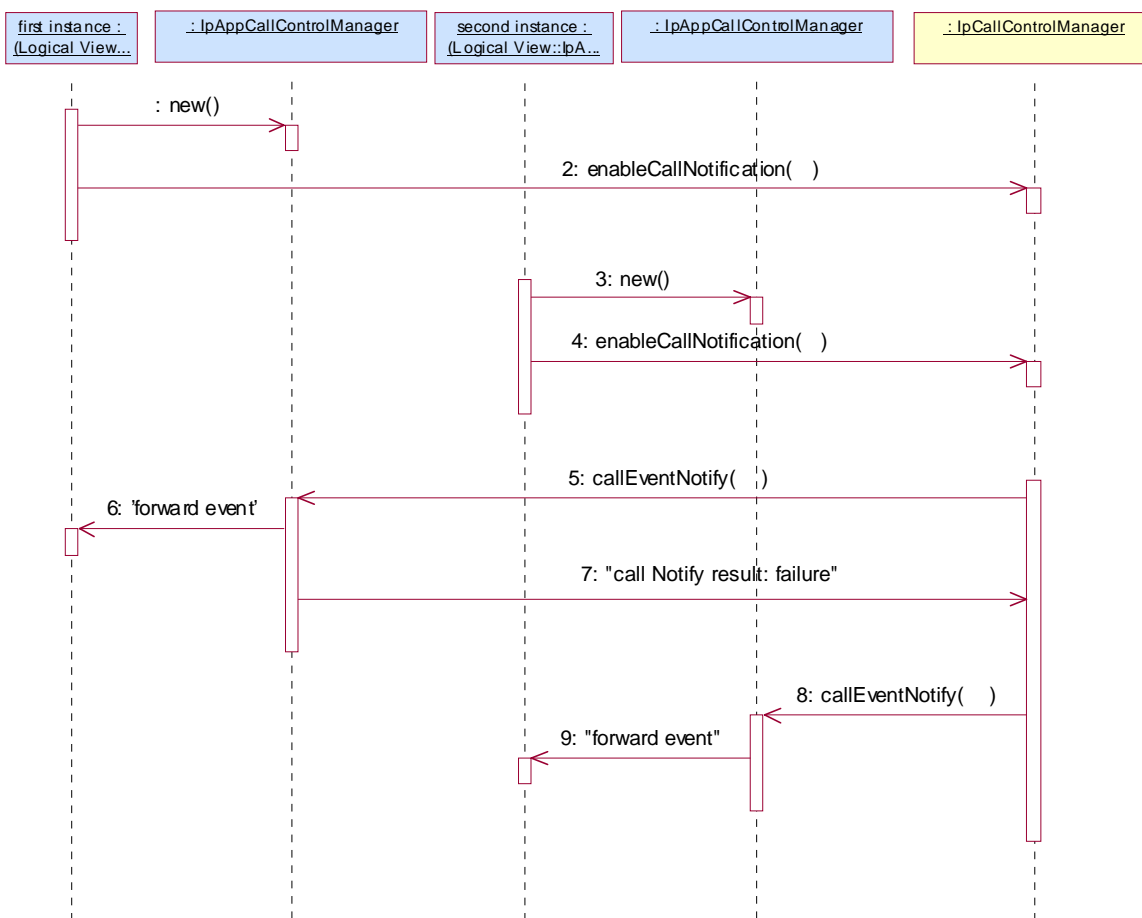 first instance :
(Logical View...
: IpAppCallControlManager
second instance :
(Logical View::IpA...
: IpAppCallControlManager
: IpCallControlManager
: new()
2: enableCallNotification( )
3: new()
4: enableCallNotification( )
5: callEventNotify( )
6: 'forward event'
7: "call Notify result: failure"
8: callEventNotify( )
9: "forward event"